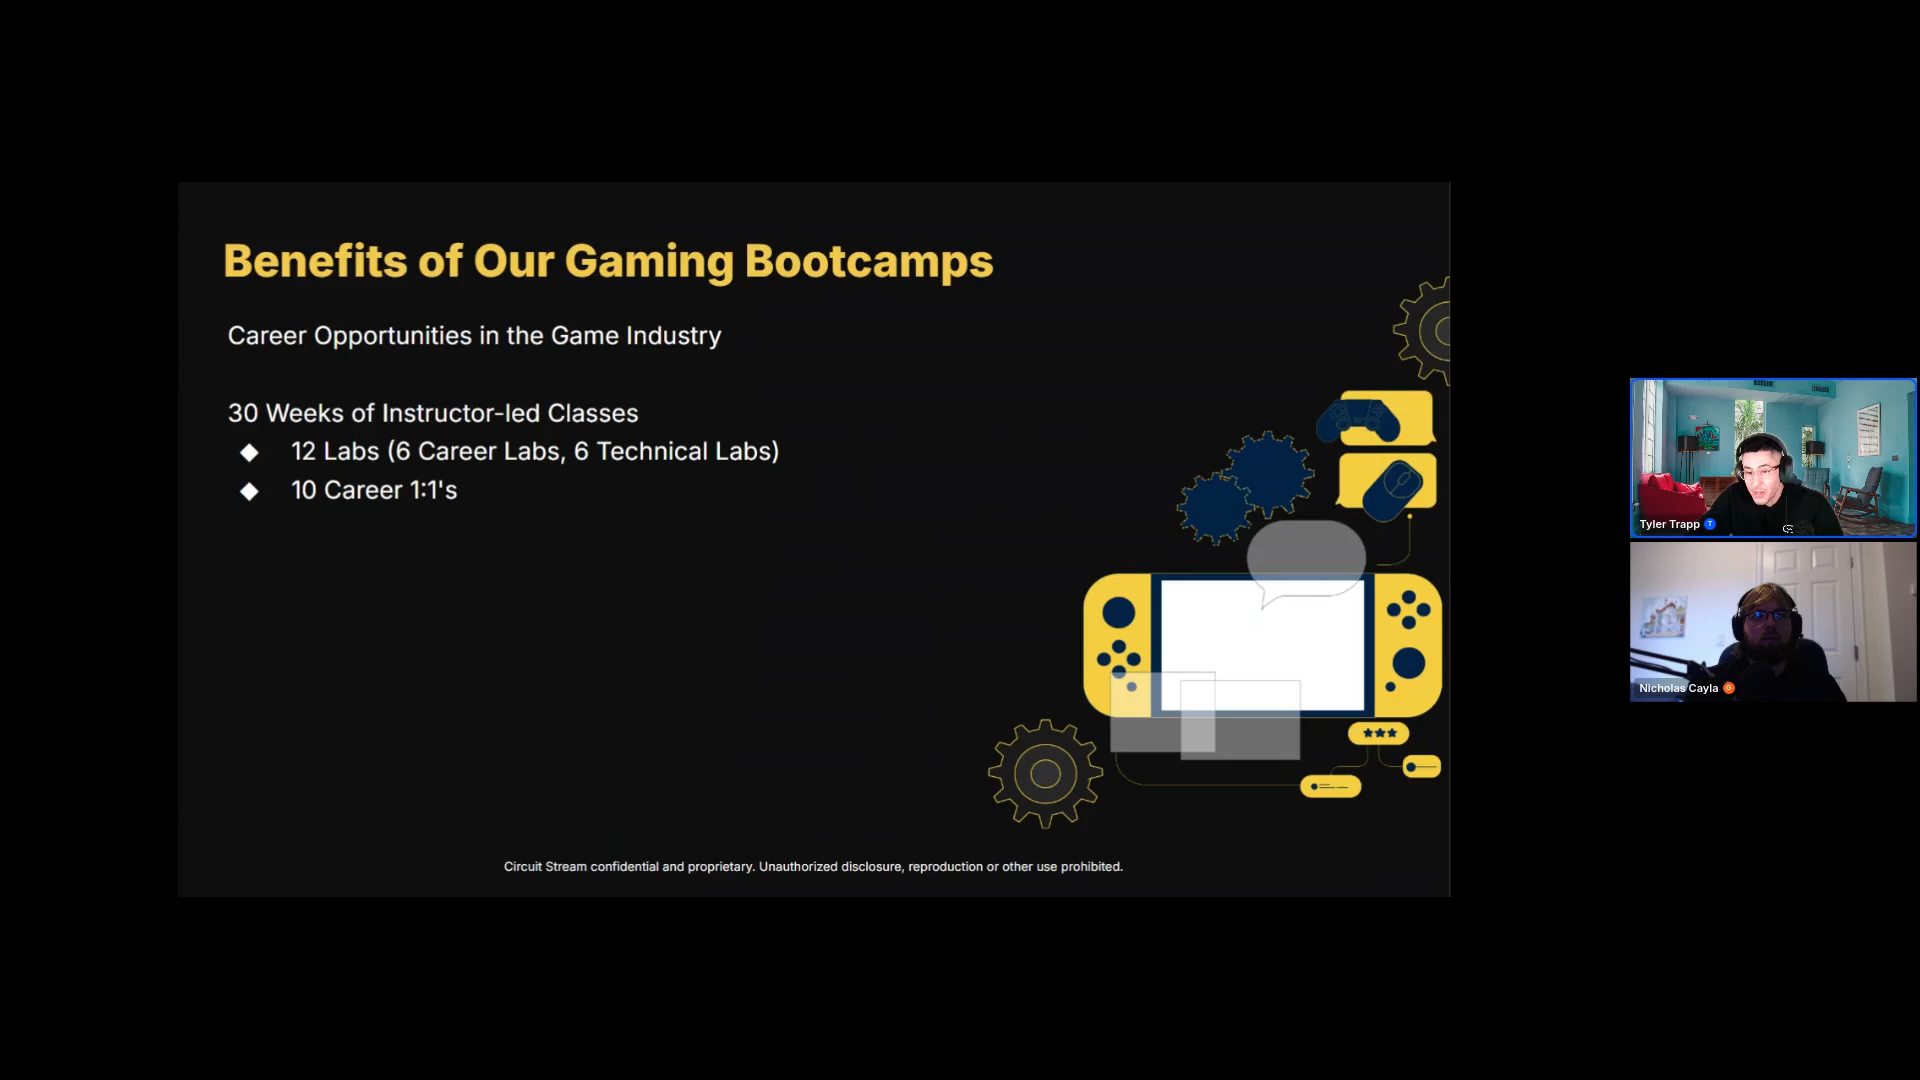 Benefits of Our Gaming Bootcamps
Career Opportunities in the Game Industry
30 Weeks of Instructor-led Classes
◆ 12 Labs (6 Career Labs, 6 Technical Labs)
◆ 10 Career 1:1's
Circuit Stream confidential and proprietary. Unauthorized disclosure, reproduction or other use prohibited.
Tyler Trapp T
Nicholas Cayla G